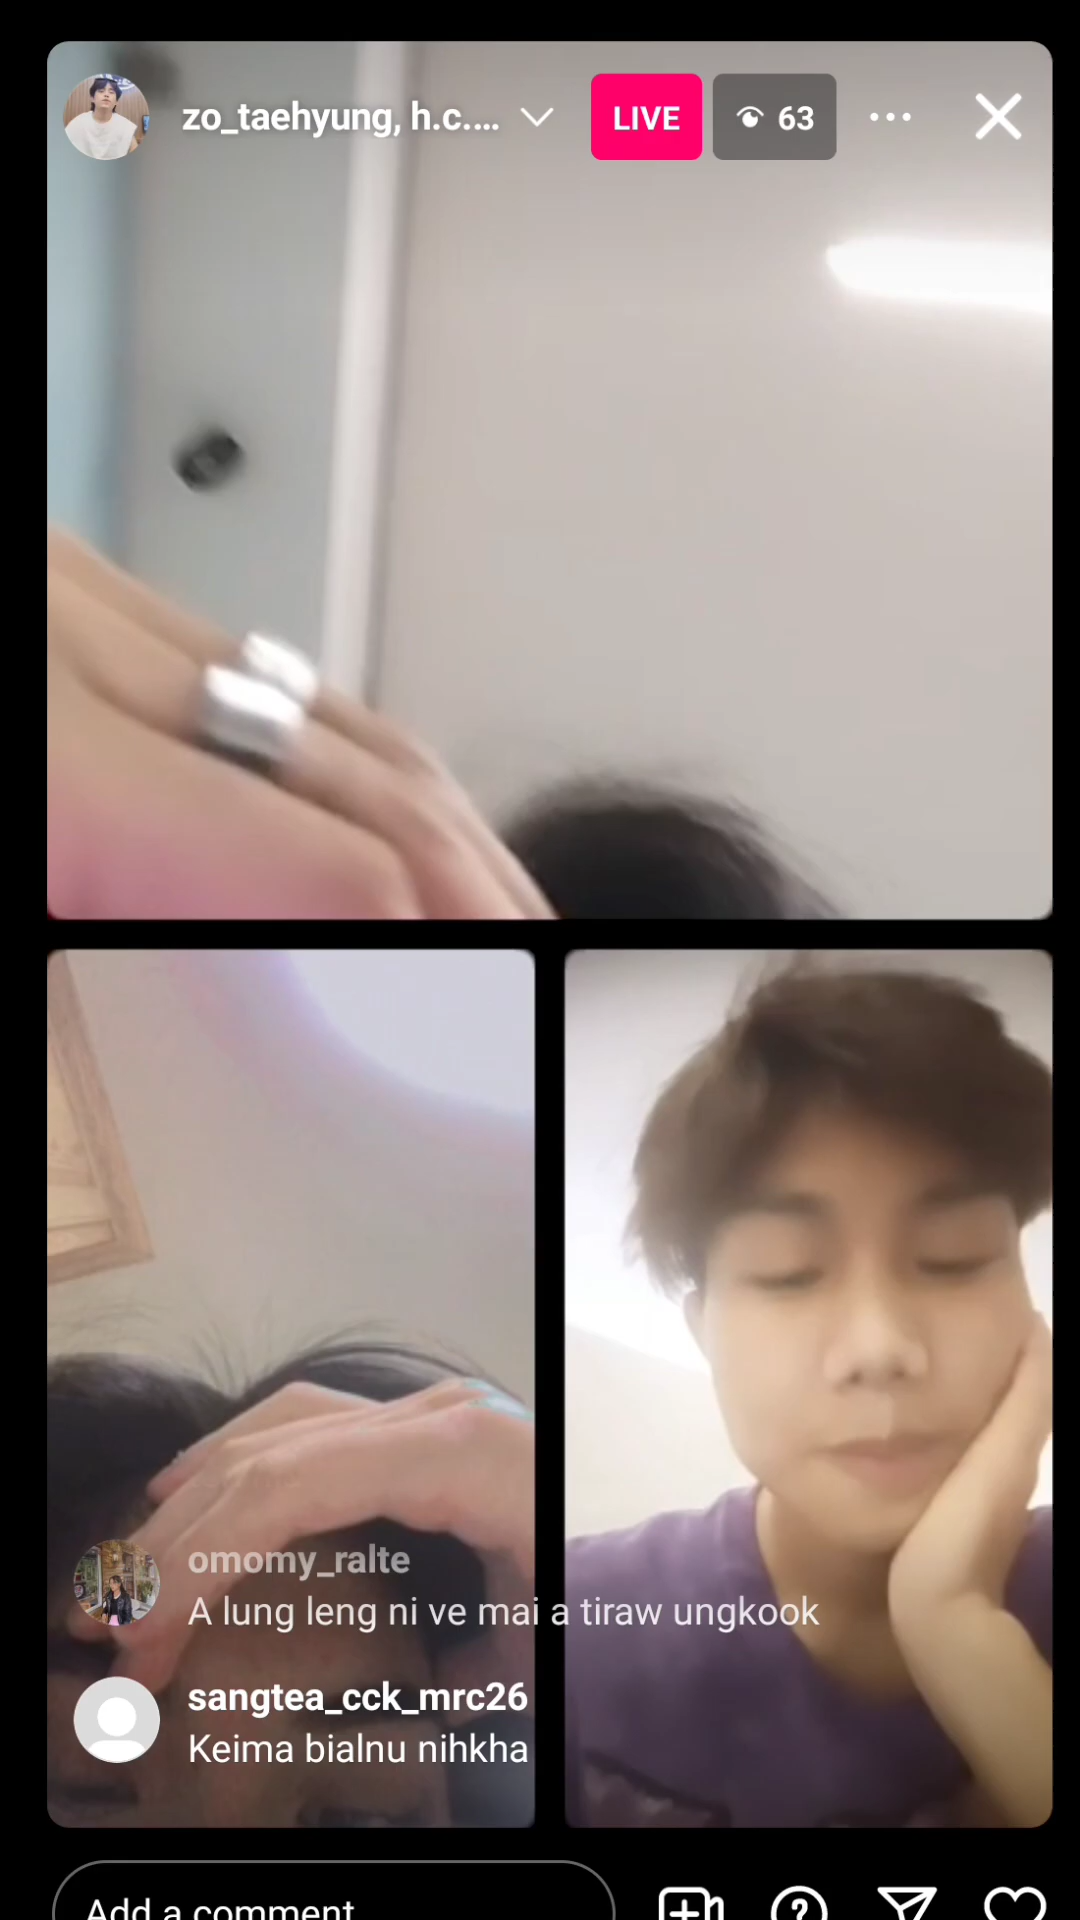 zo_taehyung, h.c....
LIVE
63
omomy_ralte
A lung leng ni ve mai a tiraw ungkook
sangtea_cck_mrc26
Keima bialnu nihkha
Add a comment